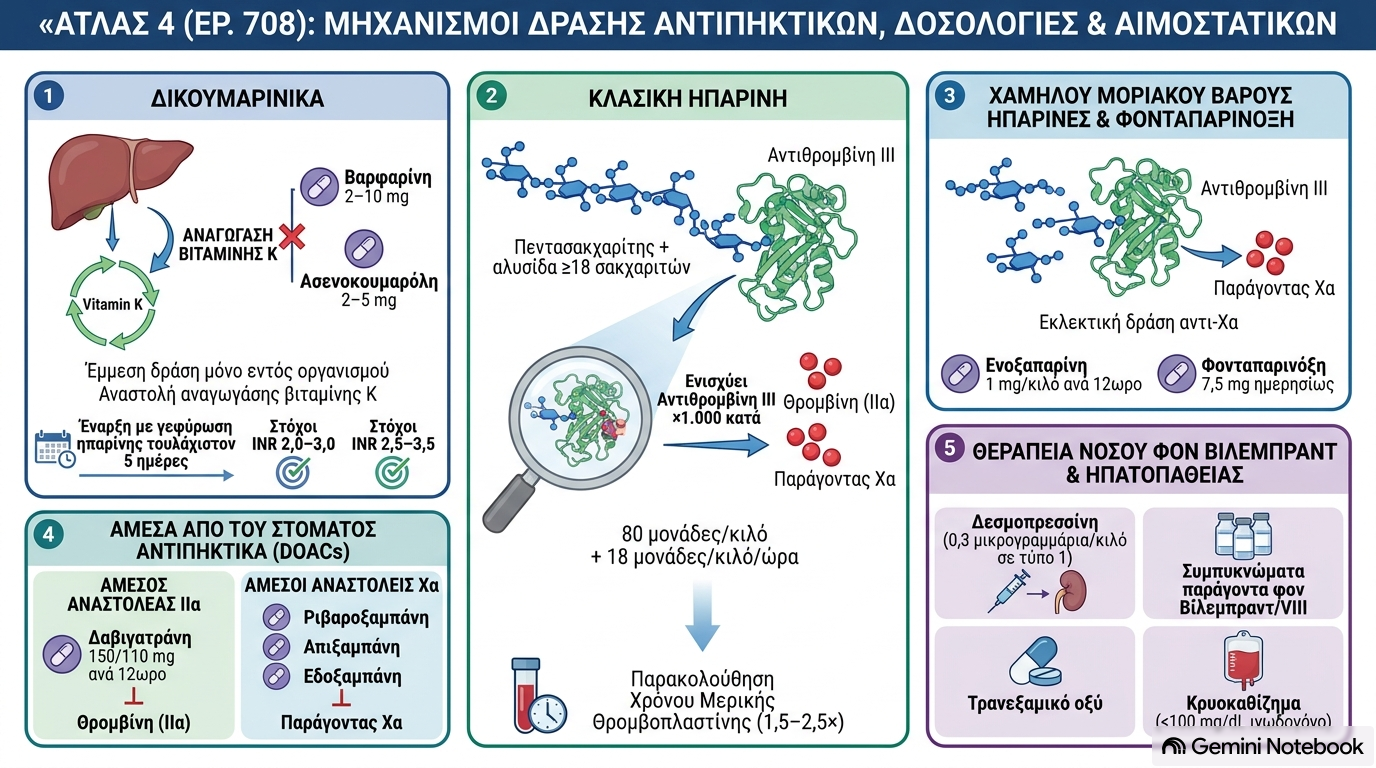 «ΑΤΛΑΣ 4 (ΕΡ. 708): ΜΗΧΑΝΙΣΜΟΙ ΔΡΑΣΗΣ ΑΝΤΙΠΗΚΤΙΚΩΝ, ΔΟΣΟΛΟΓΙΕΣ & ΑΙΜΟΣΤΑΤΙΚΩΝ
1
ΔΙΚΟΥΜΑΡΙΝΙΚΑ
Βαρφαρίνη
2–10 mg
ΑΝΑΓΩΓΑΣΗ
ΒΙΤΑΜΙΝΗΣ Κ
Ασενοκουμαρόλη
2–5 mg
Vitamin K
Έμμεση δράση μόνο εντός οργανισμού
Αναστολή αναγωγάσης βιταμίνης Κ
Έναρξη με γεφύρωση
ηπαρίνης τουλάχιστον
5 ημέρες
Στόχοι
INR 2,0–3,0
Στόχοι
INR 2,5–3,5
2
ΚΛΑΣΙΚΗ ΗΠΑΡΙΝΗ
Αντιθρομβίνη III
Πεντασακχαρίτης +
αλυσίδα ≥18 σακχαριτών
Ενισχύει
Αντιθρομβίνη III
×1.000 κατά
Θρομβίνη (IIa)
Παράγοντας Xa
80 μονάδες/κιλό
+ 18 μονάδες/κιλό/ώρα
Παρακολούθηση
Χρόνου Μερικής
Θρομβοπλαστίνης (1,5–2,5×)
3
ΧΑΜΗΛΟΥ ΜΟΡΙΑΚΟΥ ΒΑΡΟΥΣ
ΗΠΑΡΙΝΕΣ & ΦΟΝΤΑΠΑΡΙΝΟΞΗ
Αντιθρομβίνη III
Παράγοντας Xa
Εκλεκτική δράση αντι-Xa
Ενοξαπαρίνη
1 mg/κιλό ανά 12ωρο
Φονταπαρινόξη
7,5 mg ημερησίως
4
ΑΜΕΣΑ ΑΠΟ ΤΟΥ ΣΤΟΜΑΤΟΣ
ΑΝΤΙΠΗΚΤΙΚΑ (DOACs)
ΑΜΕΣΟΣ
ΑΝΑΣΤΟΛΕΑΣ IIa
Δαβιγατράνη
150/110 mg
ανά 12ωρο
Θρομβίνη (IIa)
ΑΜΕΣΟΙ ΑΝΑΣΤΟΛΕΙΣ Xa
Ριβαροξαμπάνη
Απιξαμπάνη
Εδοξαμπάνη
Παράγοντας Xa
5
ΘΕΡΑΠΕΙΑ ΝΟΣΟΥ ΦΟΝ ΒΙΛΕΜΠΡΑΝΤ
& ΗΠΑΤΟΠΑΘΕΙΑΣ
Δεσμοπρεσσίνη
(0,3 μικρογραμμάρια/κιλό
σε τύπο 1)
Συμπυκνώματα
παράγοντα φον
Βίλεμπραντ/VIII
Τρανεξαμικό οξύ
Κρυοκαθίζημα
(<100 mg/dL ινωδογόνο)
Gemini Notebook